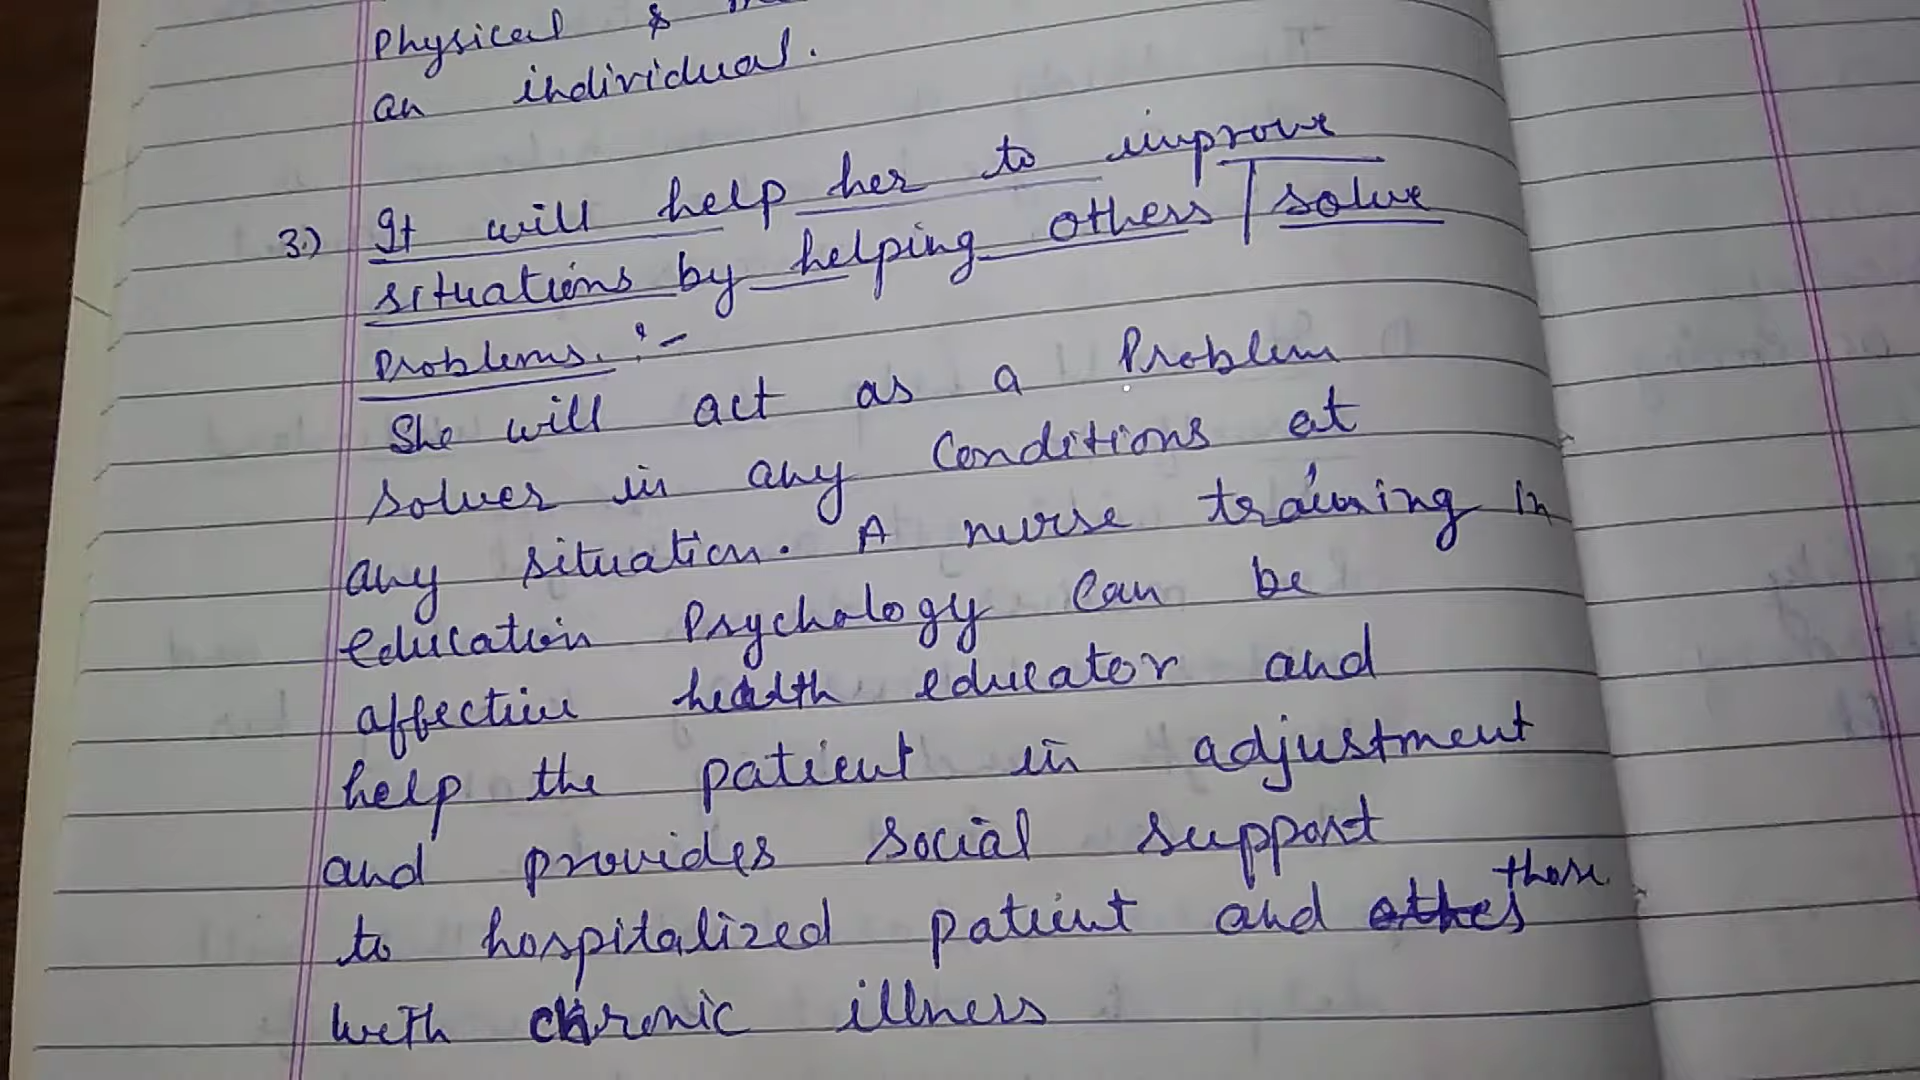 Physical &
an individual.
3.) It will help her to improve
situations by helping others / solve
Problems. :-
She will act as a Problem
solver in any Conditions at
any situation. A nurse training in
education Psychology can be
affective health educator and
help the patient in adjustment
and provides social support
to hospitalized patient and those
with chronic illness